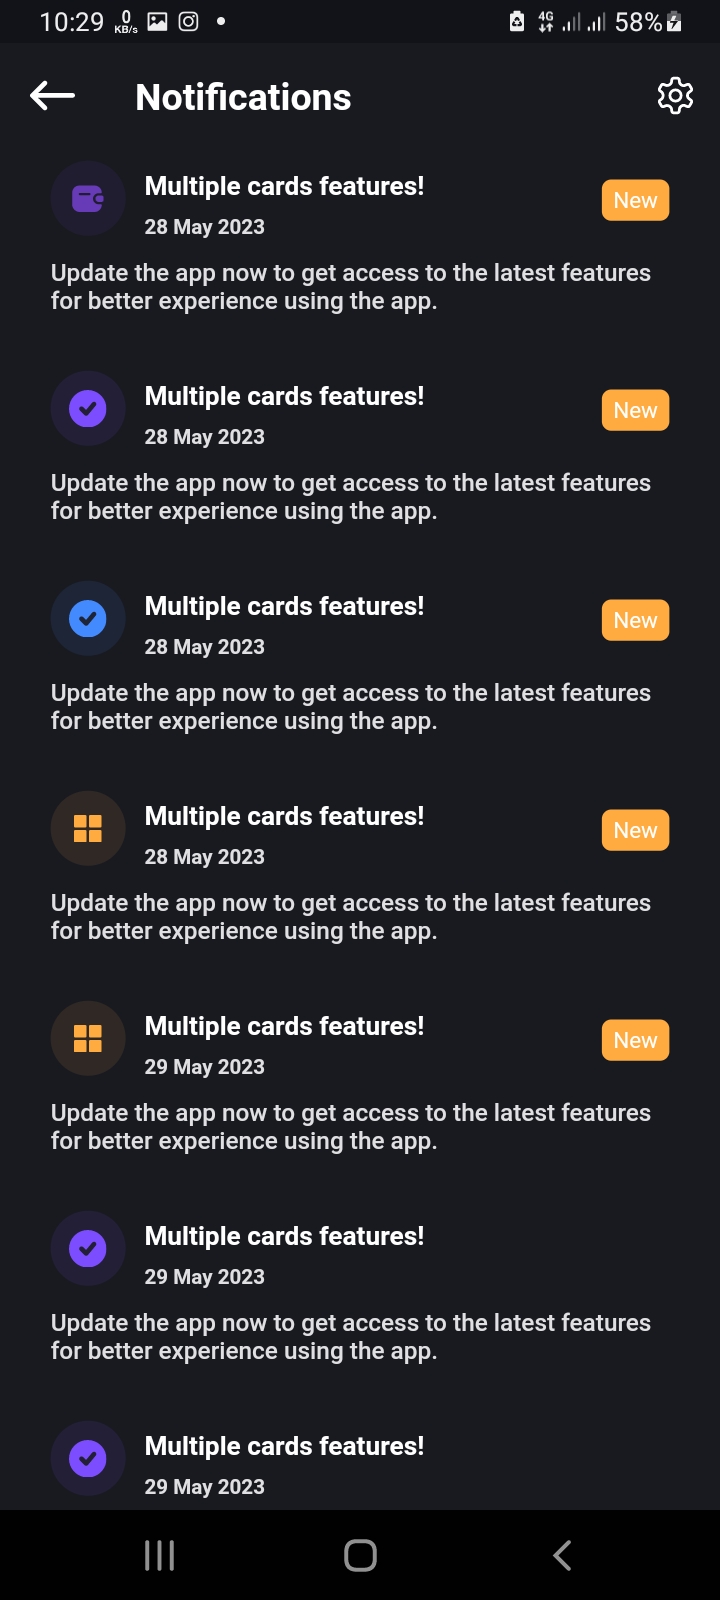 10:29 0 KB/s 4G 58%
Notifications
Multiple cards features!
New
28 May 2023
Update the app now to get access to the latest features
for better experience using the app.
Multiple cards features!
New
28 May 2023
Update the app now to get access to the latest features
for better experience using the app.
Multiple cards features!
New
28 May 2023
Update the app now to get access to the latest features
for better experience using the app.
Multiple cards features!
New
28 May 2023
Update the app now to get access to the latest features
for better experience using the app.
Multiple cards features!
New
29 May 2023
Update the app now to get access to the latest features
for better experience using the app.
Multiple cards features!
29 May 2023
Update the app now to get access to the latest features
for better experience using the app.
Multiple cards features!
29 May 2023